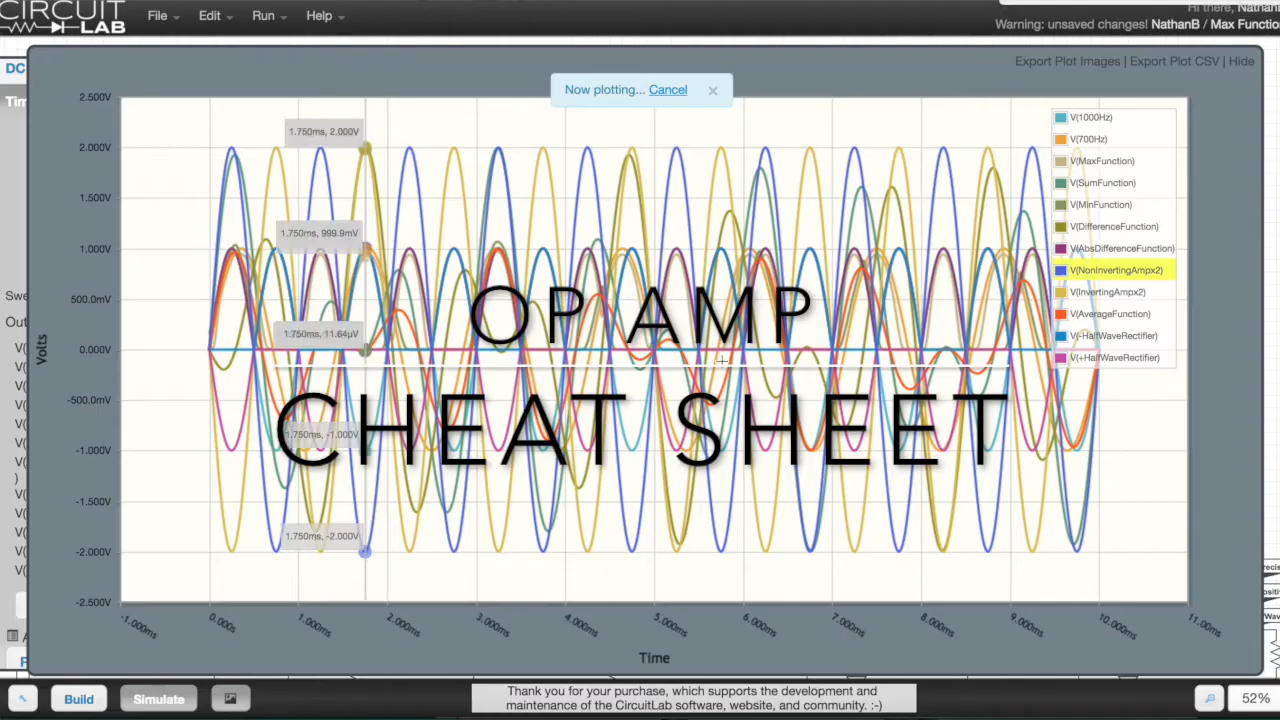 CIRCUIT
LAB
File
Edit
Run
Help
Warning: unsaved changes! NathanB / Max Functio
DC
Export Plot Images | Export Plot CSV | Hide
Now plotting... Cancel ×
2.500V
2.000V
1.500V
1.000V
500.0mV
0.000V
-500.0mV
-1.000V
-1.500V
-2.000V
-2.500V
Volts
1.750ms, 2.000V
1.750ms, 999.9mV
1.750ms, 11.64µV
1.750ms, -1.000V
1.750ms, -2.000V
V(1000Hz)
V(700Hz)
V(MaxFunction)
V(SumFunction)
V(MinFunction)
V(DifferenceFunction)
V(AbsDifferenceFunction)
V(NonInvertingAmpx2)
V(InvertingAmpx2)
V(AverageFunction)
V(-HalfWaveRectifier)
V(+HalfWaveRectifier)
OP AMP
CHEAT SHEET
-1.000ms
0.000s
1.000ms
2.000ms
3.000ms
4.000ms
5.000ms
6.000ms
7.000ms
8.000ms
9.000ms
10.000ms
11.00ms
Time
Build
Simulate
Thank you for your purchase, which supports the development and
maintenance of the CircuitLab software, website, and community. :-)
52%